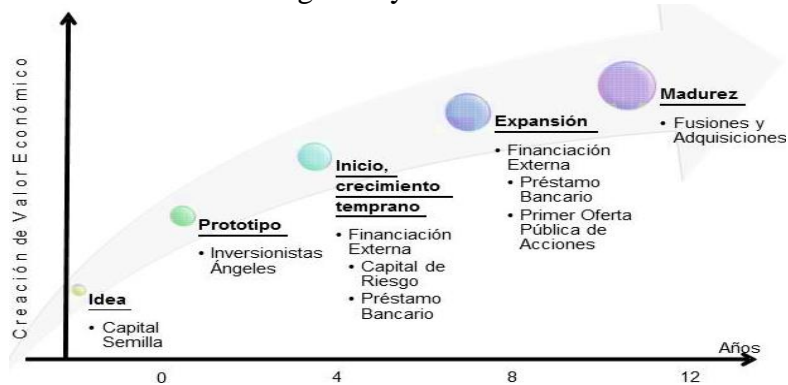 Creación de Valor Económico
Idea
• Capital
Semilla
Prototipo
• Inversionistas
Ángeles
Inicio,
crecimiento
temprano
• Financiación
Externa
• Capital de
Riesgo
• Préstamo
Bancario
Expansión
• Financiación
Externa
• Préstamo
Bancario
• Primer Oferta
Pública de
Acciones
Madurez
• Fusiones y
Adquisiciones
Años
0
4
8
12